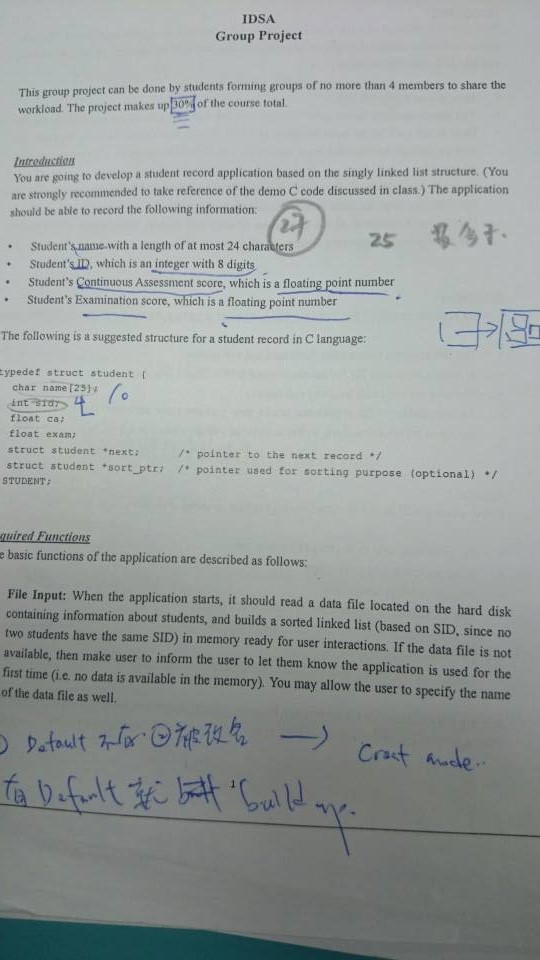 IDSA
Group Project
This group project can be done by students forming groups of no more than 4 members to share the
workload. The project makes up 30% of the course total.
Introduction
You are going to develop a student record application based on the singly linked list structure. (You
are strongly recommended to take reference of the demo C code discussed in class.) The application
should be able to record the following information:
• Student's name with a length of at most 24 characters
• Student's ID, which is an integer with 8 digits
• Student's Continuous Assessment score, which is a floating point number
• Student's Examination score, which is a floating point number
25
The following is a suggested structure for a student record in C language:
typedef struct student {
char name[25];
int sid;
float ca;
float exam;
struct student *next; /* pointer to the next record */
struct student *sort_ptr; /* pointer used for sorting purpose (optional) */
STUDENT;
quired Functions
e basic functions of the application are described as follows:
File Input: When the application starts, it should read a data file located on the hard disk
containing information about students, and builds a sorted linked list (based on SID, since no
two students have the same SID) in memory ready for user interactions. If the data file is not
available, then make user to inform the user to let them know the application is used for the
first time (i.e. no data is available in the memory). You may allow the user to specify the name
of the data file as well.
Default 不在 ② 被改名 → Creat mode..
有 Default 就 build up.
1